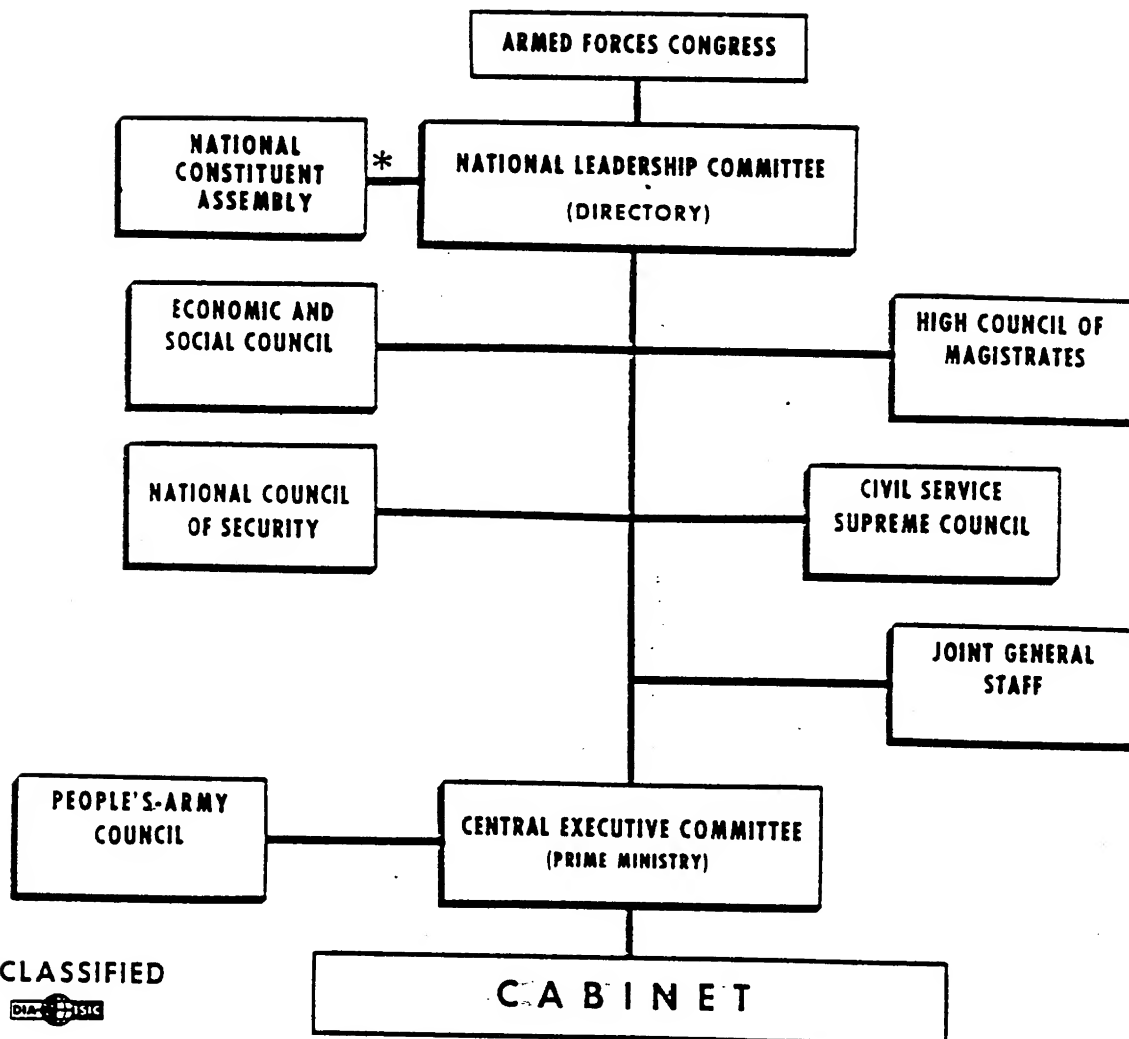 ARMED FORCES CONGRESS
NATIONAL
CONSTITUENT
ASSEMBLY
*
NATIONAL LEADERSHIP COMMITTEE
(DIRECTORY)
ECONOMIC AND
SOCIAL COUNCIL
HIGH COUNCIL OF
MAGISTRATES
NATIONAL COUNCIL
OF SECURITY
CIVIL SERVICE
SUPREME COUNCIL
JOINT GENERAL
STAFF
PEOPLE'S-ARMY
COUNCIL
CENTRAL EXECUTIVE COMMITTEE
(PRIME MINISTRY)
CLASSIFIED
DIA ISIC
CABINET